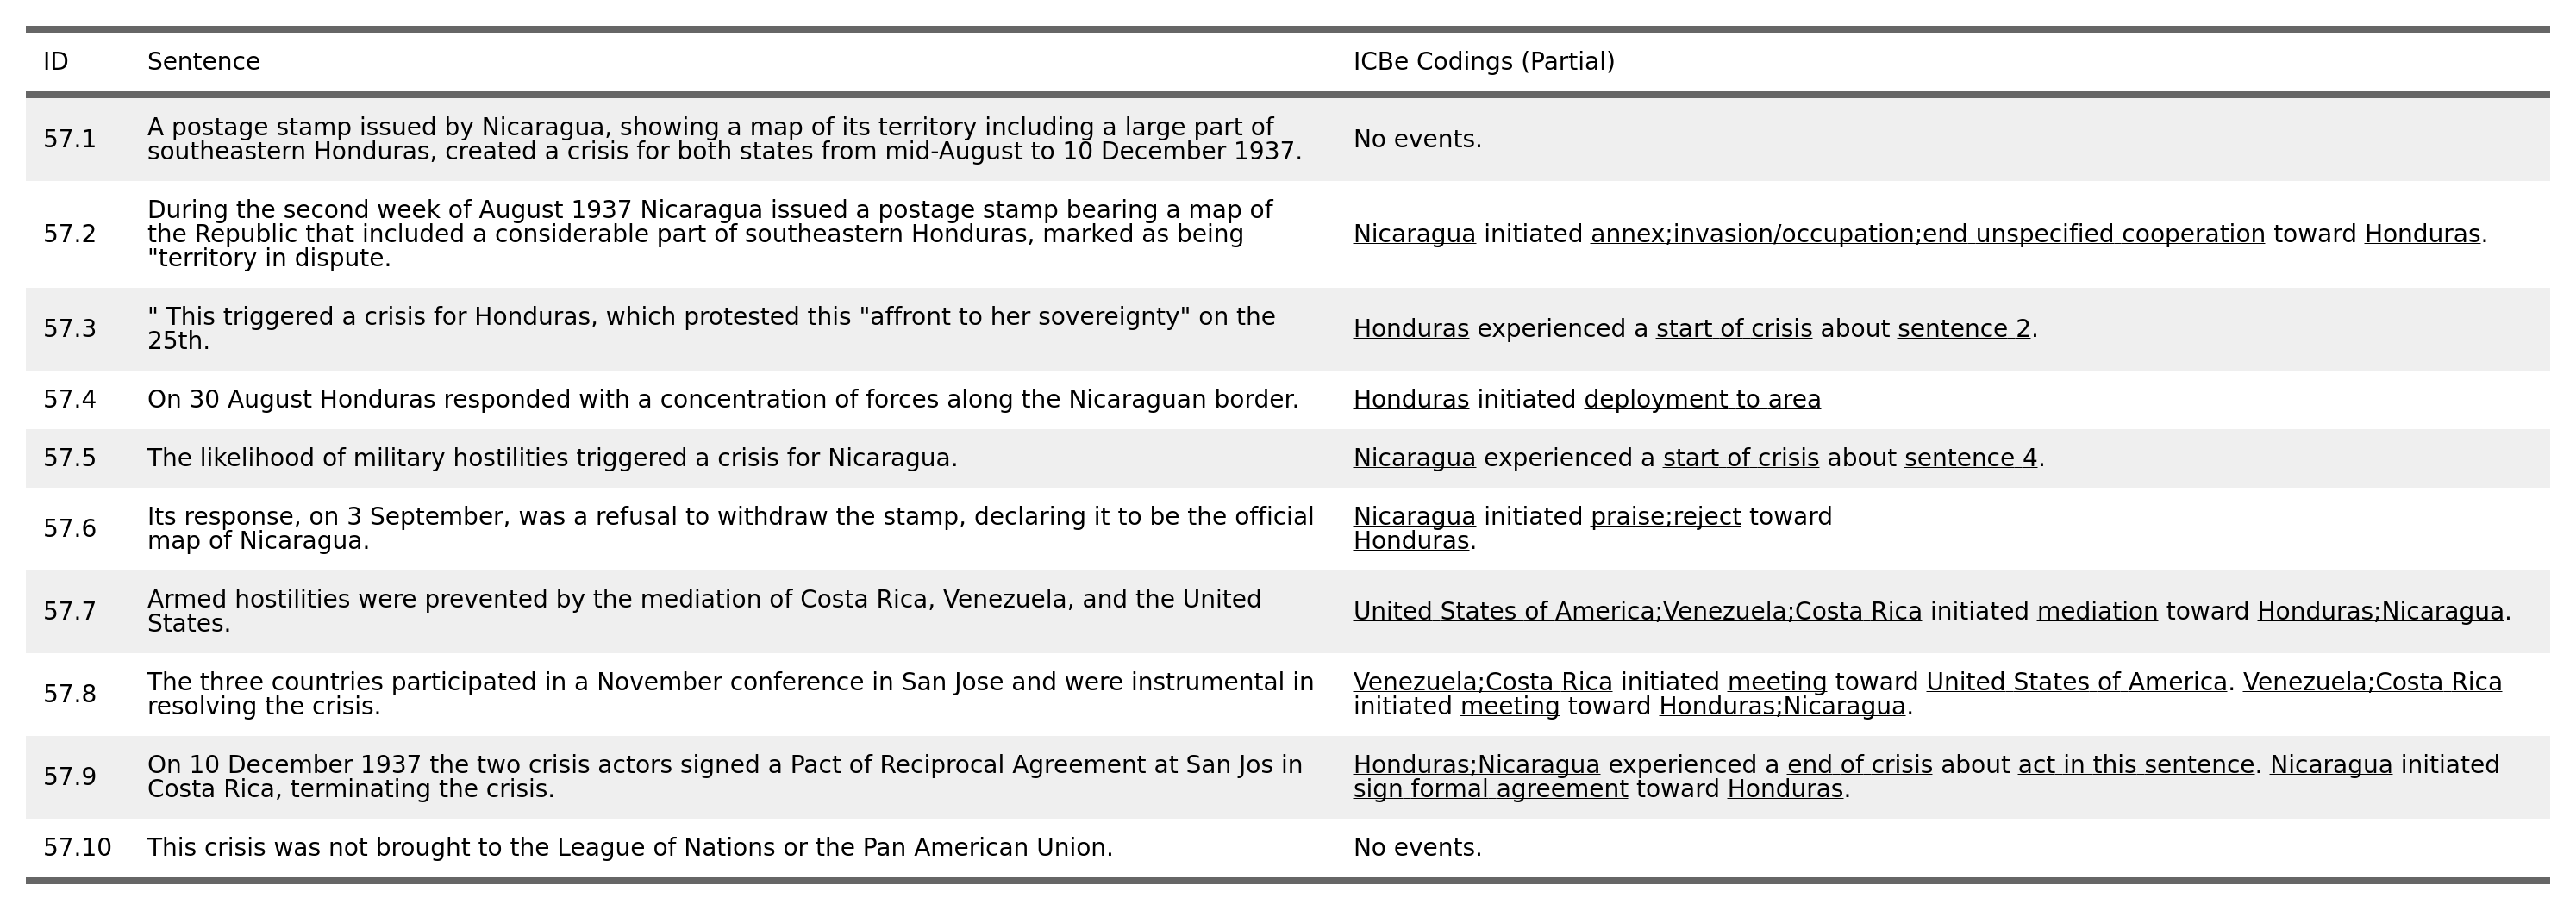 ID Sentence ICBe Codings (Partial)
57.1 A postage stamp issued by Nicaragua, showing a map of its territory including a large part of
southeastern Honduras, created a crisis for both states from mid-August to 10 December 1937.
No events.
57.2 During the second week of August 1937 Nicaragua issued a postage stamp bearing a map of
the Republic that included a considerable part of southeastern Honduras, marked as being
"territory in dispute.
Nicaragua initiated annex;invasion/occupation;end unspecified cooperation toward Honduras.
57.3 " This triggered a crisis for Honduras, which protested this "affront to her sovereignty" on the
25th.
Honduras experienced a start of crisis about sentence 2.
57.4 On 30 August Honduras responded with a concentration of forces along the Nicaraguan border.
Honduras initiated deployment to area
57.5 The likelihood of military hostilities triggered a crisis for Nicaragua.
Nicaragua experienced a start of crisis about sentence 4.
57.6 Its response, on 3 September, was a refusal to withdraw the stamp, declaring it to be the official
map of Nicaragua.
Nicaragua initiated praise;reject toward
Honduras.
57.7 Armed hostilities were prevented by the mediation of Costa Rica, Venezuela, and the United
States.
United States of America;Venezuela;Costa Rica initiated mediation toward Honduras;Nicaragua.
57.8 The three countries participated in a November conference in San Jose and were instrumental in
resolving the crisis.
Venezuela;Costa Rica initiated meeting toward United States of America. Venezuela;Costa Rica
initiated meeting toward Honduras;Nicaragua.
57.9 On 10 December 1937 the two crisis actors signed a Pact of Reciprocal Agreement at San Jos in
Costa Rica, terminating the crisis.
Honduras;Nicaragua experienced a end of crisis about act in this sentence. Nicaragua initiated
sign formal agreement toward Honduras.
57.10 This crisis was not brought to the League of Nations or the Pan American Union.
No events.